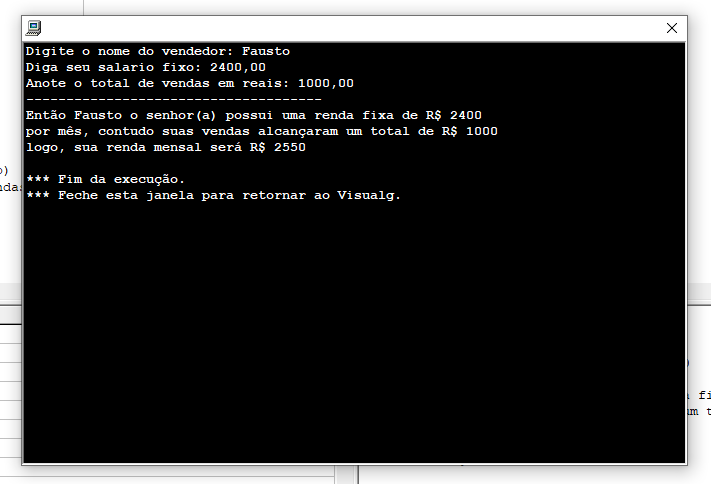 Digite o nome do vendedor: Fausto
Diga seu salario fixo: 2400,00
Anote o total de vendas em reais: 1000,00
-------------------------------------
Então Fausto o senhor(a) possui uma renda fixa de R$ 2400
por mês, contudo suas vendas alcançaram um total de R$ 1000
logo, sua renda mensal será R$ 2550
*** Fim da execução.
*** Feche esta janela para retornar ao Visualg.